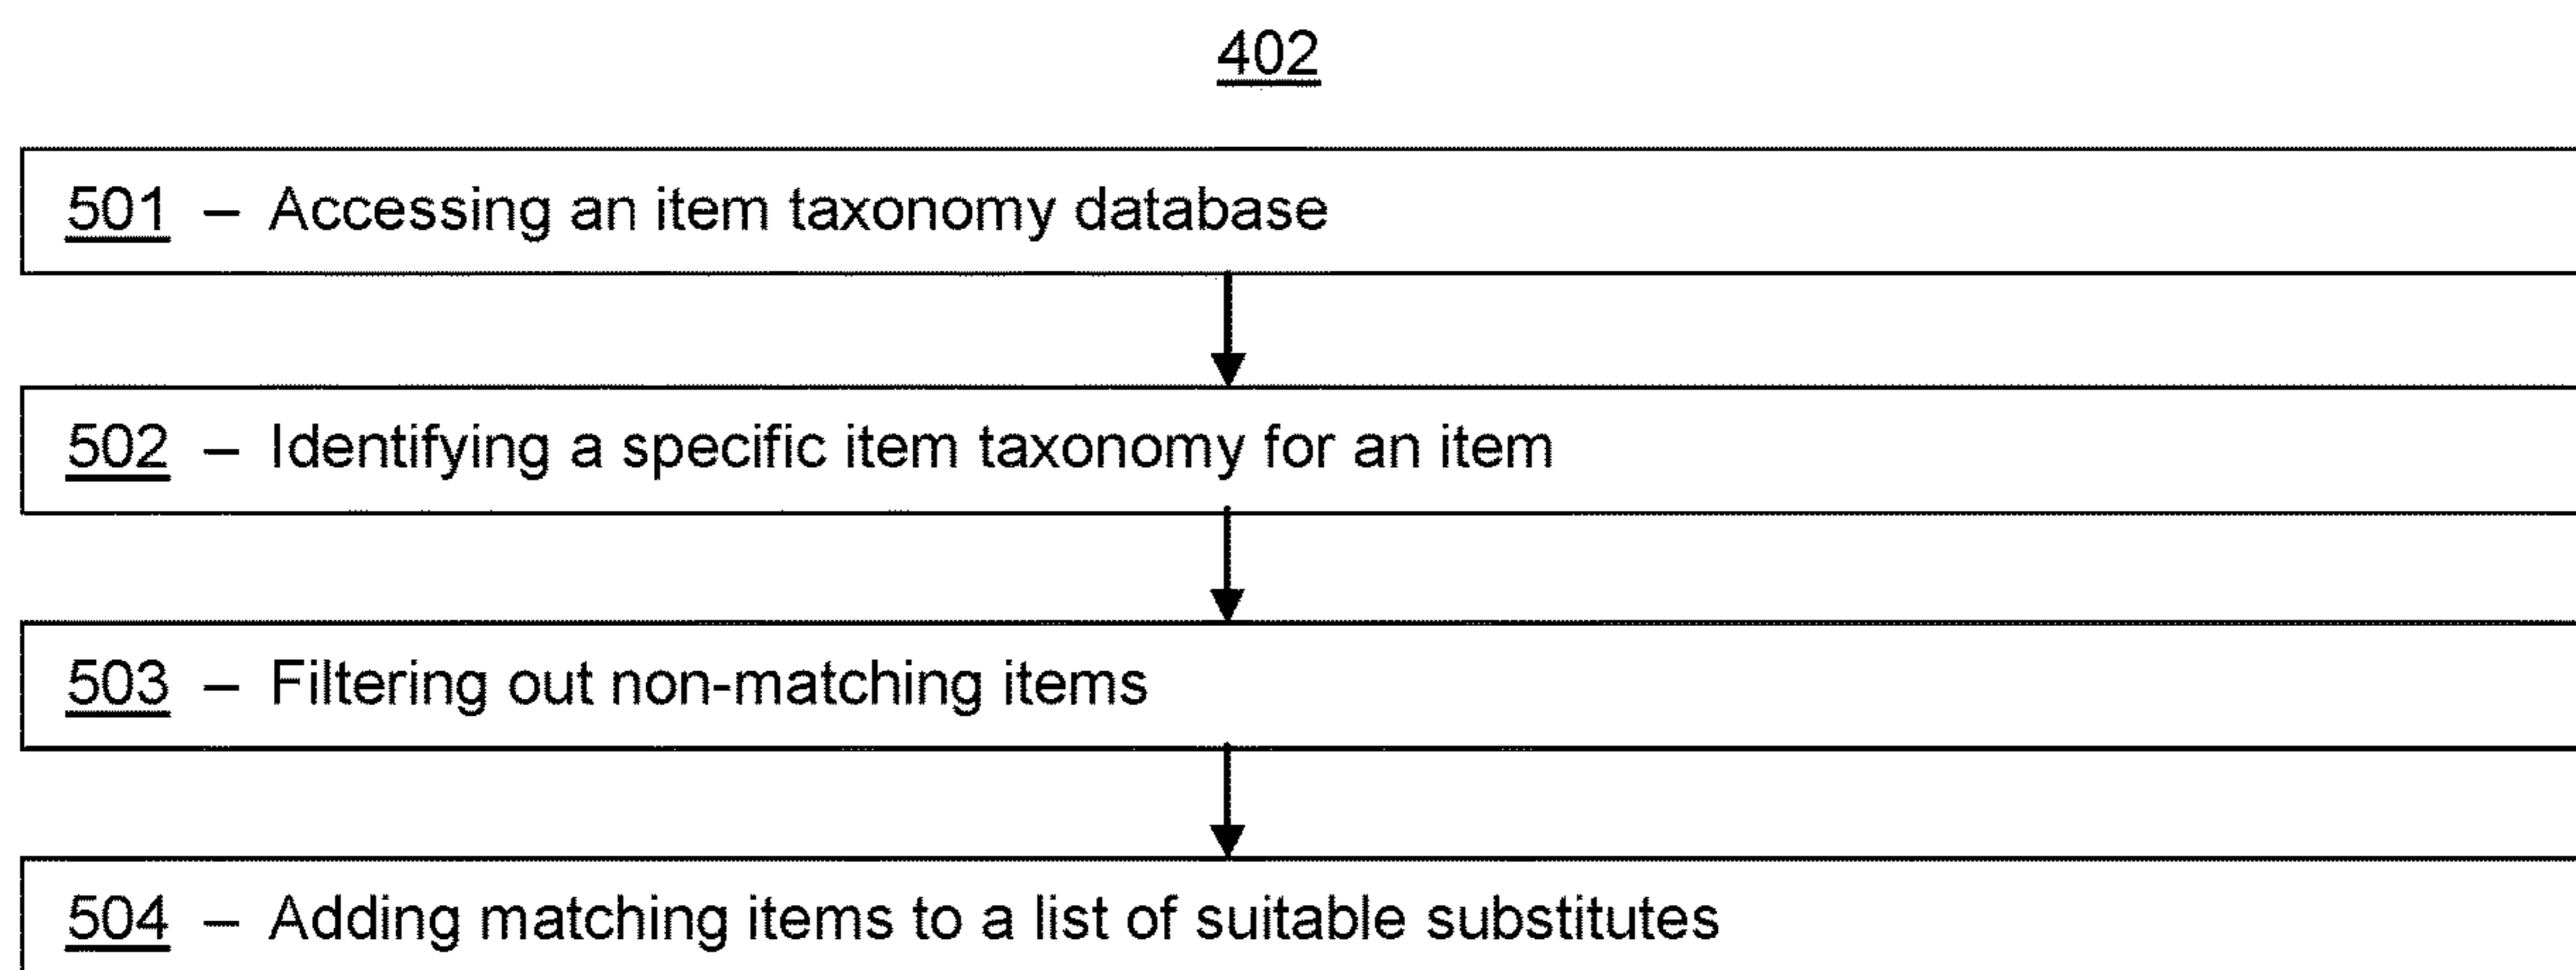 402
501 – Accessing an item taxonomy database
502 – Identifying a specific item taxonomy for an item
503 – Filtering out non-matching items
504 – Adding matching items to a list of suitable substitutes